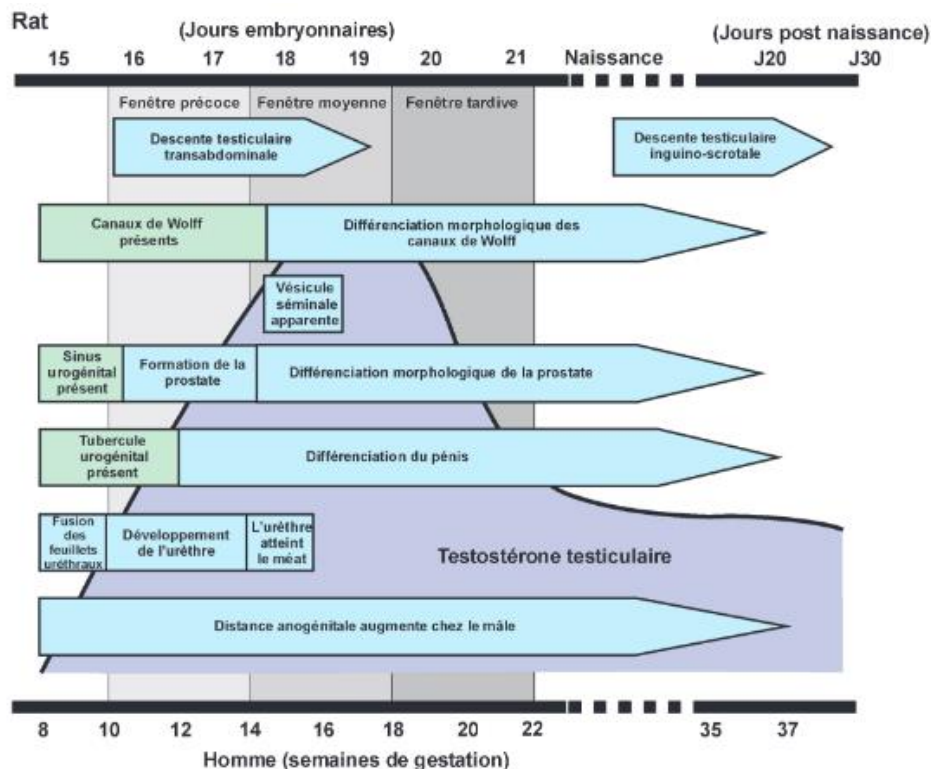 Rat
(Jours embryonnaires)
(Jours post naissance)
15 16 17 18 19 20 21 Naissance J20 J30
Fenêtre précoce
Fenêtre moyenne
Fenêtre tardive
Descente testiculaire
transabdominale
Descente testiculaire
inguino-scrotale
Canaux de Wolff
présents
Différenciation morphologique des
canaux de Wolff
Vésicule
séminale
apparente
Sinus
urogénital
présent
Formation de la
prostate
Différenciation morphologique de la prostate
Tubercule
urogénital
présent
Différenciation du pénis
Fusion
des
feuillets
uréthraux
Développement
de l'urèthre
L'urèthre
atteint
le méat
Testostérone testiculaire
Distance anogénitale augmente chez le mâle
8 10 12 14 16 18 20 22 35 37
Homme (semaines de gestation)